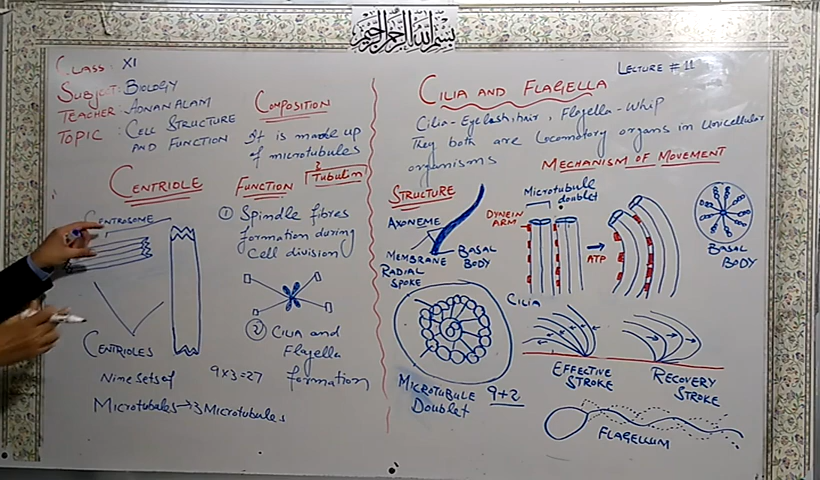 بسم الله الرحمن الرحيم
Class: XI
Subject: Biology
Teacher: Adnan Alam
Topic: Cell Structure
and Function
Centriole
Centrosome
Centrioles
Nine sets of 9x3=27
Microtubules → 3 Microtubules
Composition
It is made up
of microtubules
Tubulin
Function
① Spindle fibres
formation during
Cell division
② Cilia and
Flagella
formation
Lecture # 11
Cilia and Flagella
Cilia - Eyelash, hair, Flagella - Whip
They both are Locomotory organs in Unicellular
organisms
Structure
Axoneme
Membrane
Basal
Body
Radial
Spoke
Microtubule 9+2
Doublet
Mechanism of Movement
Microtubule
doublet
Dynein
Arm
ATP
Basal
Body
Cilia
Effective
Stroke
Recovery
Stroke
Flagellum